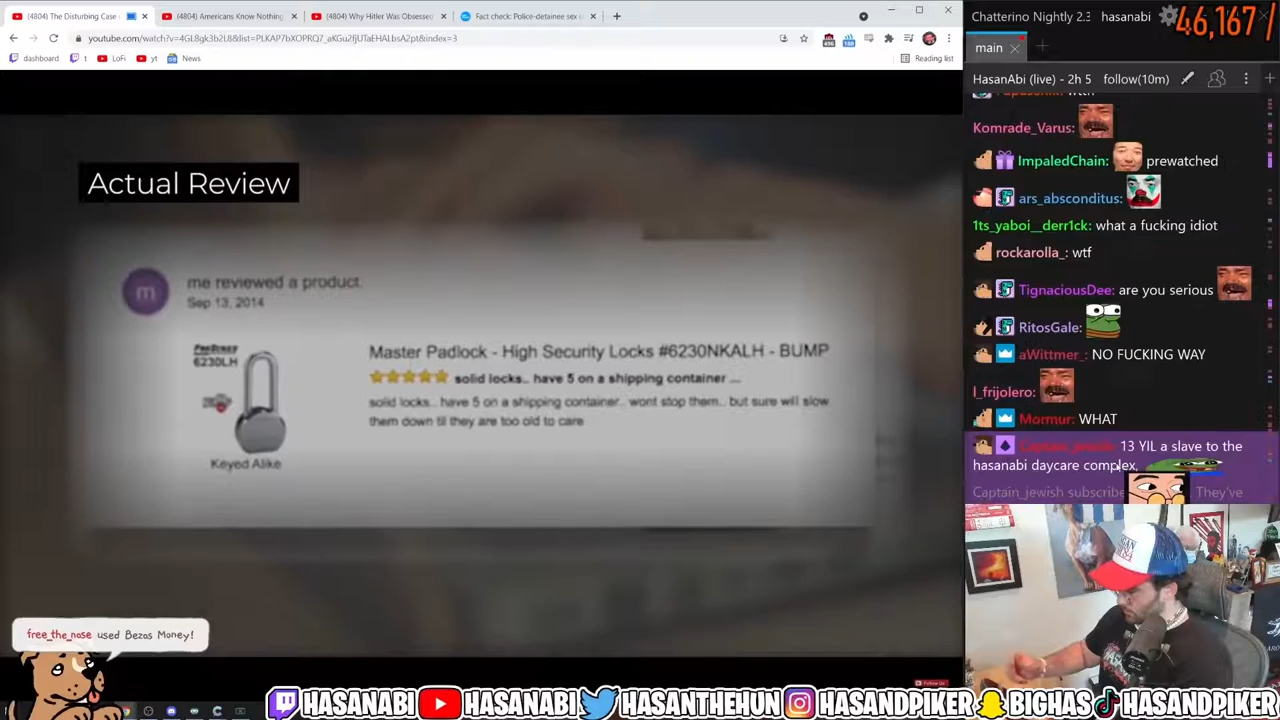 (4804) The Disturbing Case
(4804) Americans Know Nothing
(4804) Why Hitler Was Obsessed
Fact check: Police-detainee sex
youtube.com/watch?v=4GL8gk3b2L8&list=PLKAP7bXOPRQ7_aKGu2fjUTaEHALbsA2pt&index=3
dashboard
t
LoFi
yt
News
Reading list
Actual Review
m
me reviewed a product.
Sep 13, 2014
6230LH
Master Padlock - High Security Locks #6230NKALH - BUMP
solid locks.. have 5 on a shipping container ...
solid locks.. have 5 on a shipping container.. wont stop them.. but sure will slow
them down til they are too old to care
Keyed Alike
free_the_nose used Bezos Money!
Follow Us
Chatterino Nightly 2.3
hasanabi
46,167 /
main
HasanAbi (live) - 2h 5
follow(10m)
Komrade_Varus:
ImpaledChain: prewatched
ars_absconditus:
1ts_yaboi__derr1ck: what a fucking idiot
rockarolla_: wtf
TignaciousDee: are you serious
RitosGale:
aWittmer_: NO FUCKING WAY
l_frijolero:
Mormur: WHAT
Captain_jewish: 13 YIL a slave to the
hasanabi daycare complex,
Captain_jewish subscribe They've
HASANABI HASANABI HASANTHEHUN HASANDPIKER BIGHAS HASANDPIKER